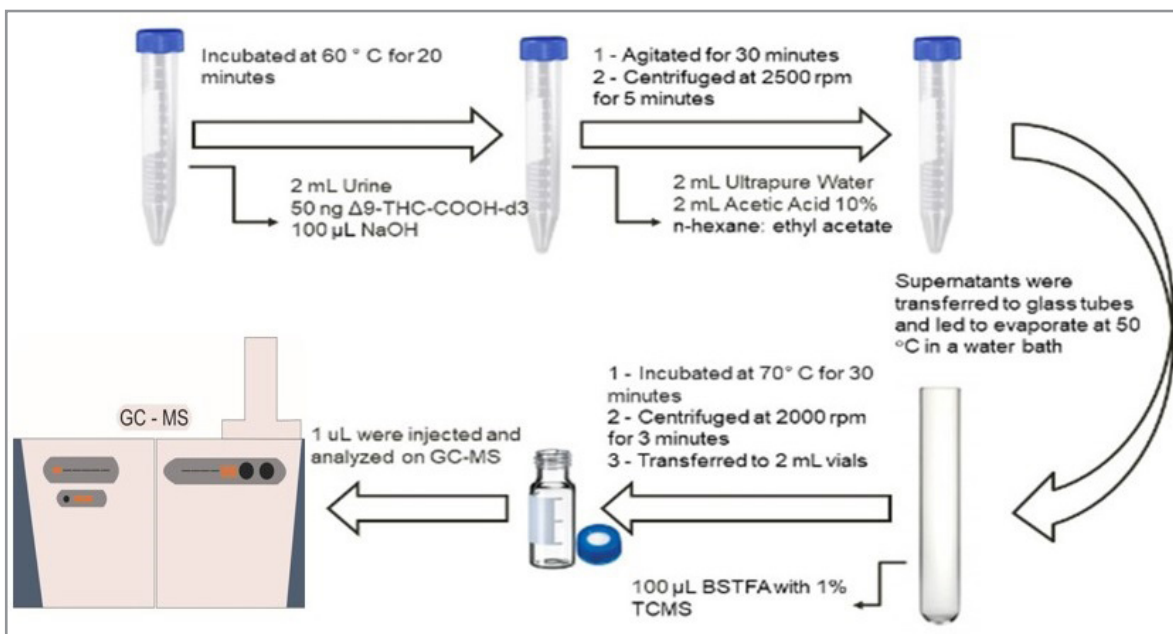 Incubated at 60 ° C for 20
minutes
2 mL Urine
50 ng Δ9-THC-COOH-d3
100 µL NaOH
1 - Agitated for 30 minutes
2 - Centrifuged at 2500 rpm
for 5 minutes
2 mL Ultrapure Water
2 mL Acetic Acid 10%
n-hexane: ethyl acetate
Supernatants were
transferred to glass tubes
and led to evaporate at 50
°C in a water bath
100 µL BSTFA with 1%
TCMS
1 - Incubated at 70° C for 30
minutes
2 - Centrifuged at 2000 rpm
for 3 minutes
3 - Transferred to 2 mL vials
1 uL were injected and
analyzed on GC-MS
GC - MS